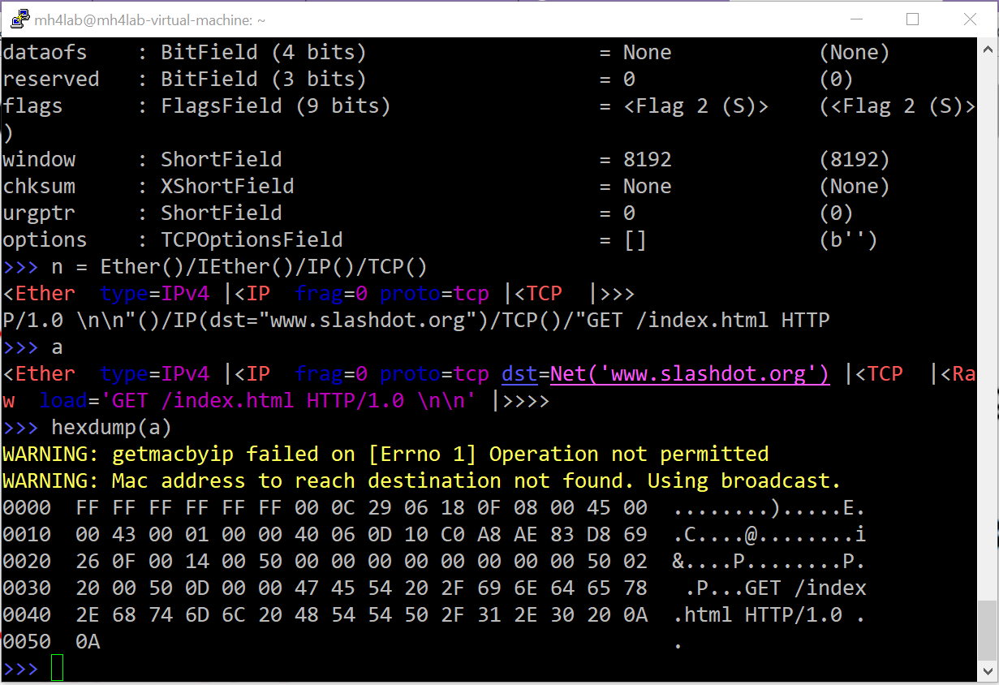 mh4lab@mh4lab-virtual-machine: ~
dataofs    : BitField (4 bits)                   = None            (None)
reserved   : BitField (3 bits)                   = 0               (0)
flags      : FlagsField (9 bits)                 = <Flag 2 (S)>    (<Flag 2 (S)>
)
window     : ShortField                          = 8192            (8192)
chksum     : XShortField                         = None            (None)
urgptr     : ShortField                          = 0               (0)
options    : TCPOptionsField                     = []              (b'')
>>> n = Ether()/IEther()/IP()/TCP()
<Ether  type=IPv4 |<IP  frag=0 proto=tcp |<TCP  |>>>
P/1.0 \n\n"()/IP(dst="www.slashdot.org")/TCP()/"GET /index.html HTTP
>>> a
<Ether  type=IPv4 |<IP  frag=0 proto=tcp dst=Net('www.slashdot.org') |<TCP  |<Ra
w  load='GET /index.html HTTP/1.0 \n\n' |>>>>
>>> hexdump(a)
WARNING: getmacbyip failed on [Errno 1] Operation not permitted
WARNING: Mac address to reach destination not found. Using broadcast.
0000  FF FF FF FF FF FF 00 0C 29 06 18 0F 08 00 45 00  ........).....E.
0010  00 43 00 01 00 00 40 06 0D 10 C0 A8 AE 83 D8 69  .C....@........i
0020  26 0F 00 14 00 50 00 00 00 00 00 00 00 00 50 02  &....P........P.
0030  20 00 50 0D 00 00 47 45 54 20 2F 69 6E 64 65 78   .P...GET /index
0040  2E 68 74 6D 6C 20 48 54 54 50 2F 31 2E 30 20 0A  .html HTTP/1.0 .
0050  0A                                               .
>>>